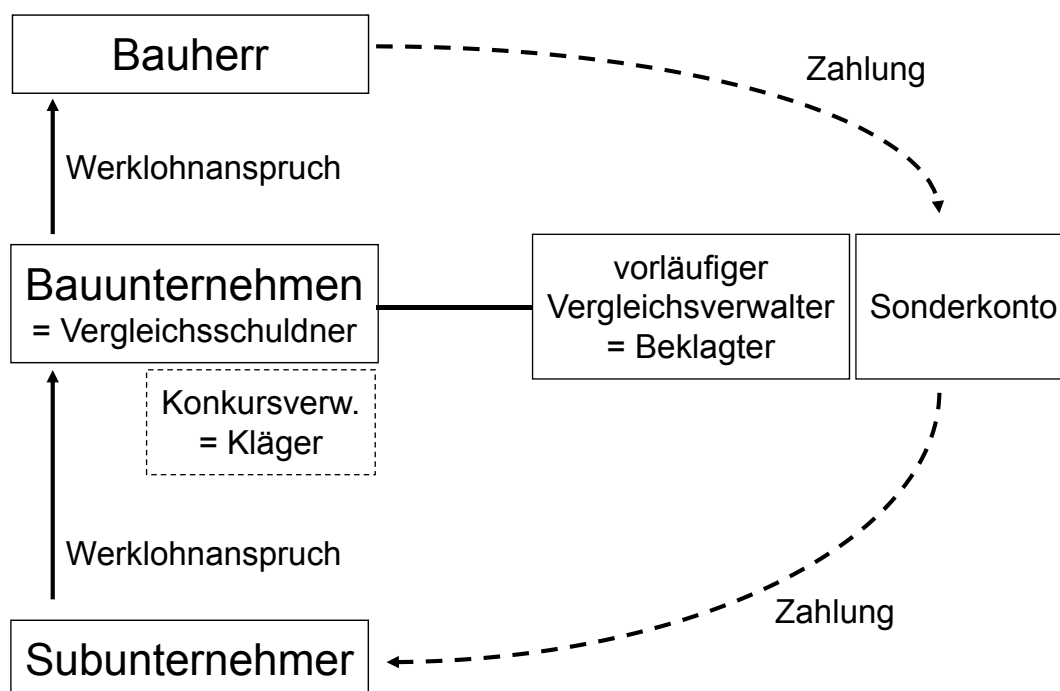 Bauherr
Zahlung
Werklohnanspruch
Bauunternehmen
= Vergleichsschuldner
vorläufiger
Vergleichsverwalter
= Beklagter
Sonderkonto
Konkursverw.
= Kläger
Werklohnanspruch
Zahlung
Subunternehmer